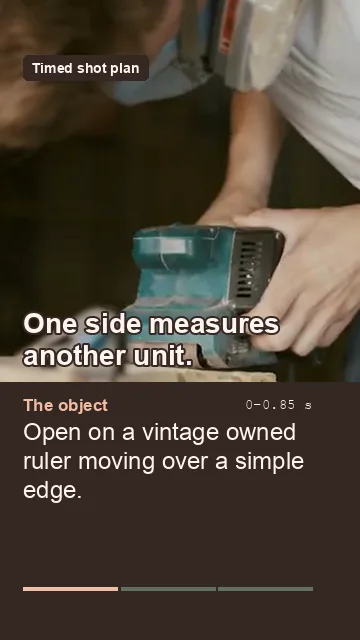 Timed shot plan
One side measures
another unit.
The object
0–0.85 s
Open on a vintage owned
ruler moving over a simple
edge.